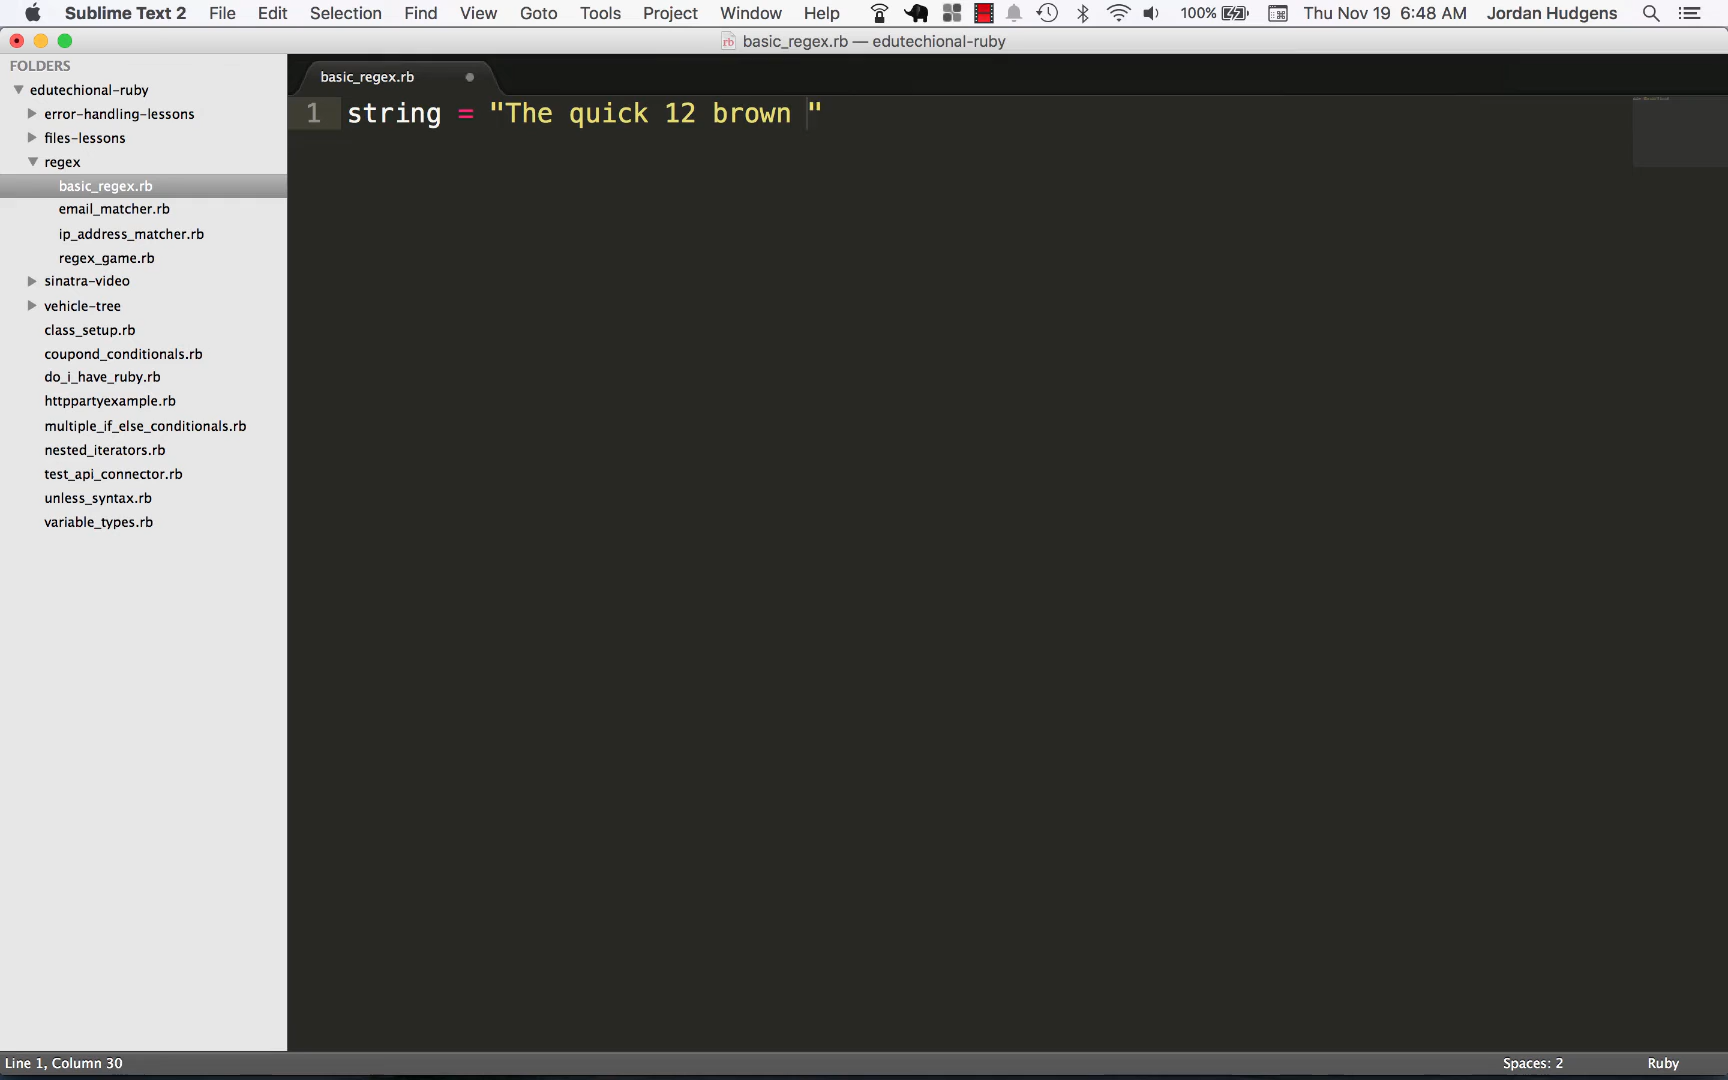 Sublime Text 2 File Edit Selection Find View Goto Tools Project Window Help 100% Thu Nov 19 6:48 AM Jordan Hudgens
basic_regex.rb — edutechional-ruby
FOLDERS
edutechional-ruby
error-handling-lessons
files-lessons
regex
basic_regex.rb
email_matcher.rb
ip_address_matcher.rb
regex_game.rb
sinatra-video
vehicle-tree
class_setup.rb
coupond_conditionals.rb
do_i_have_ruby.rb
httppartyexample.rb
multiple_if_else_conditionals.rb
nested_iterators.rb
test_api_connector.rb
unless_syntax.rb
variable_types.rb
basic_regex.rb
1 string = "The quick 12 brown "
Line 1, Column 30
Spaces: 2 Ruby